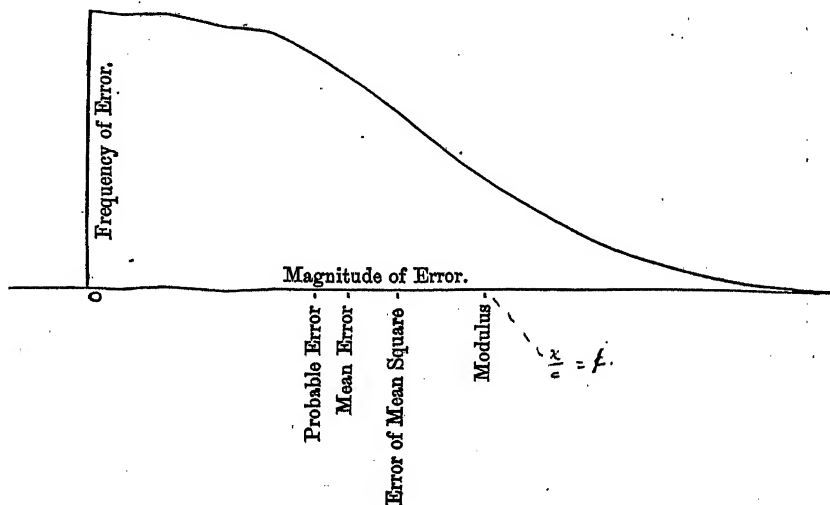 Frequency of Error.
Magnitude of Error.
0
Probable Error
Mean Error
Error of Mean Square
Modulus
x
=